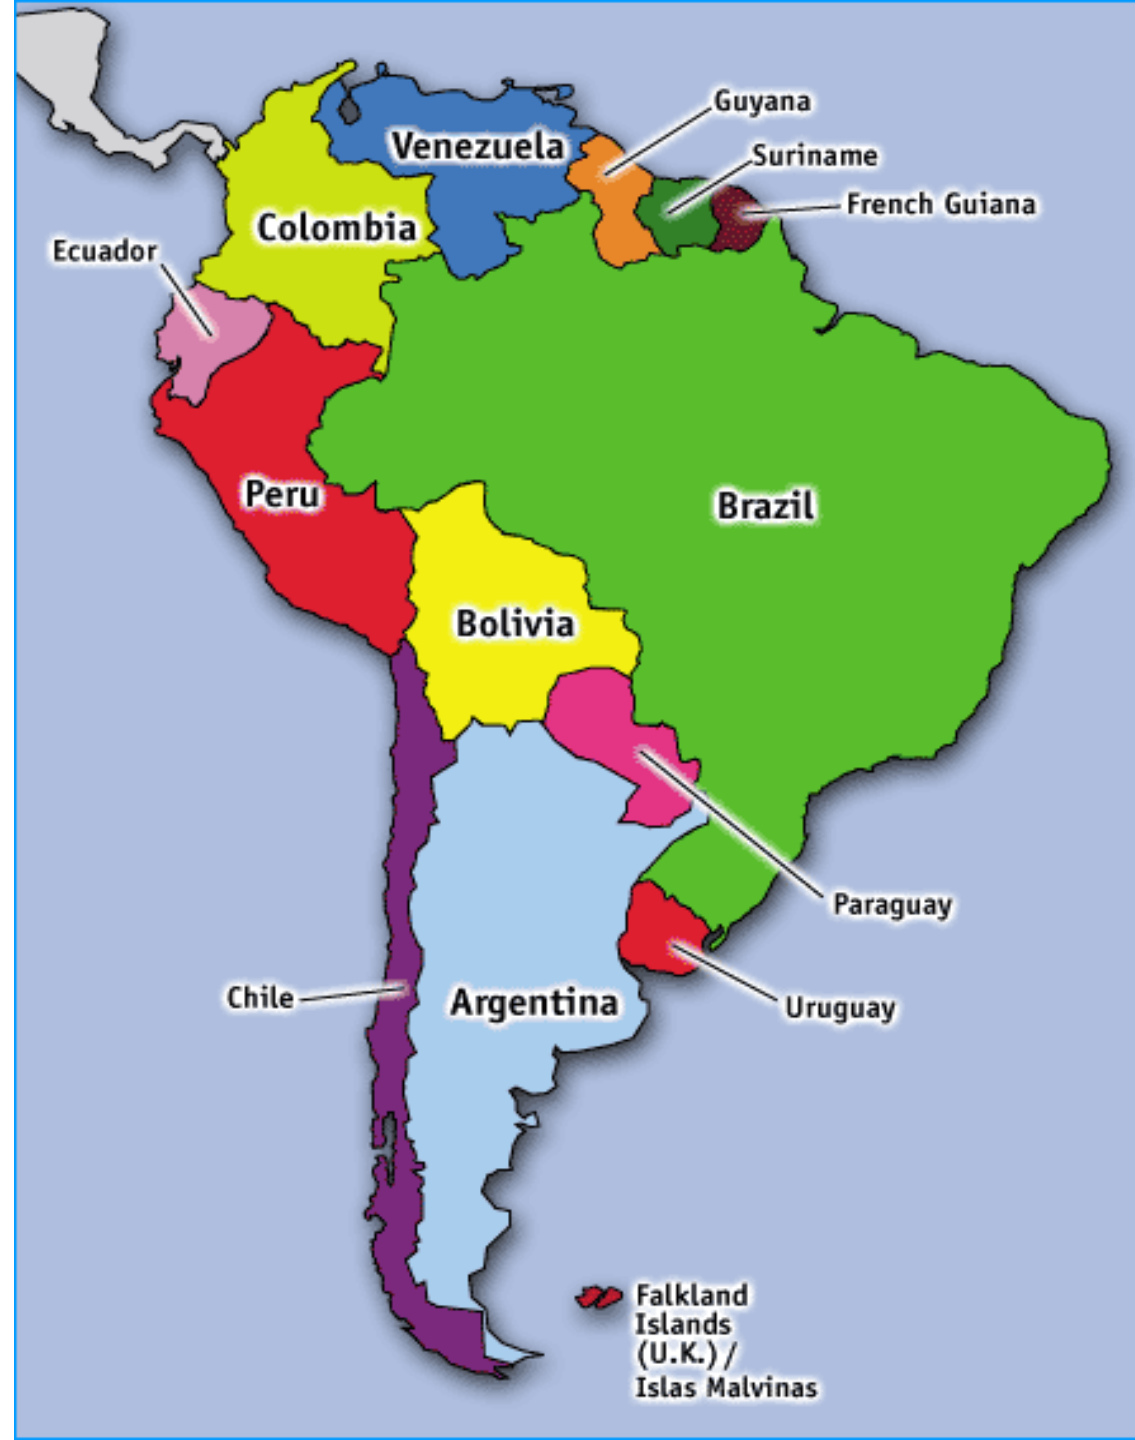 Guyana
Venezuela
Suriname
French Guiana
Colombia
Ecuador
Peru
Brazil
Bolivia
Paraguay
Chile
Argentina
Uruguay
Falkland
Islands
(U.K.) /
Islas Malvinas